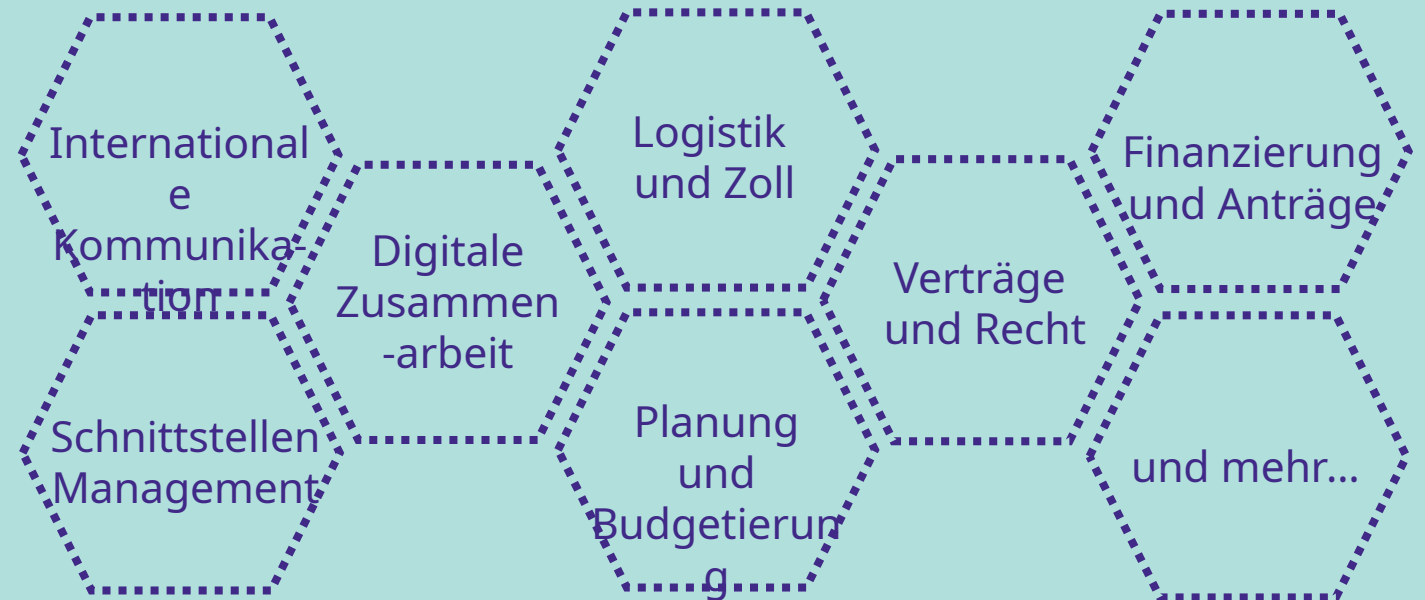 International
e
Kommunika-
tion
Schnittstellen
Management
Digitale
Zusammen
-arbeit
Logistik
und Zoll
Planung
und
Budgetierun
g
Verträge
und Recht
Finanzierung
und Anträge
und mehr...